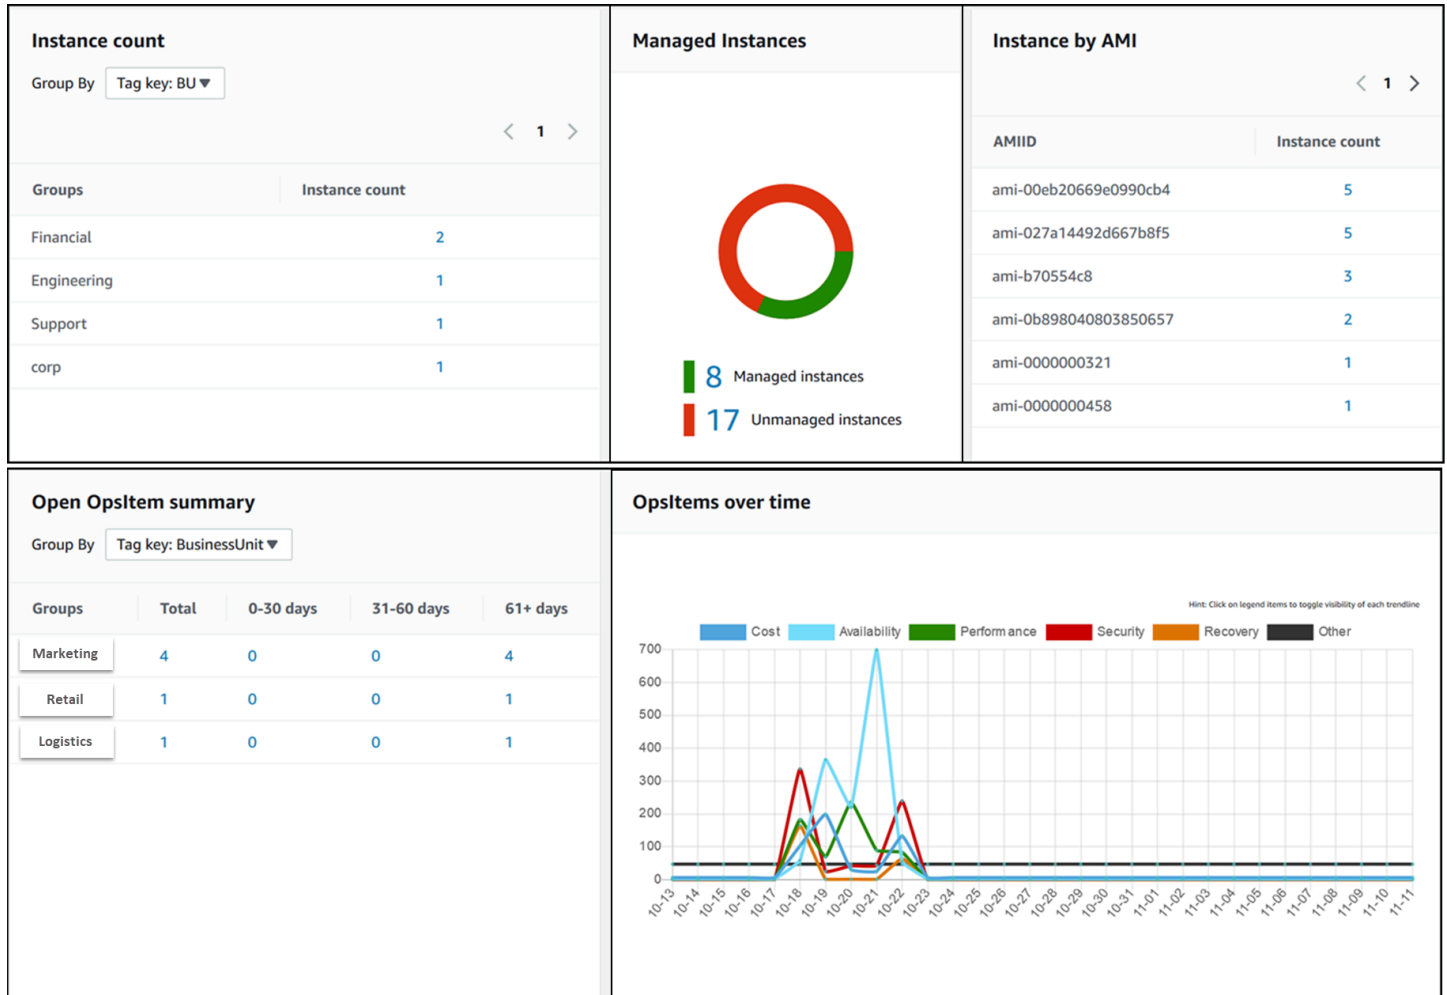 Instance count
Group By Tag key: BU
1
Groups Instance count
Financial 2
Engineering 1
Support 1
corp 1
Managed Instances
8 Managed instances
17 Unmanaged instances
Instance by AMI
1
AMIID Instance count
ami-00eb20669e0990cb4 5
ami-027a14492d667b8f5 5
ami-b70554c8 3
ami-0b898040803850657 2
ami-0000000321 1
ami-0000000458 1
Open OpsItem summary
Group By Tag key: BusinessUnit
Groups Total 0-30 days 31-60 days 61+ days
Marketing 4 0 0 4
Retail 1 0 0 1
Logistics 1 0 0 1
OpsItems over time
Hint: Click on legend items to toggle visibility of each trendline
Cost Availability Performance Security Recovery Other
700
600
500
400
300
200
100
0
10-13 10-14 10-15 10-16 10-17 10-18 10-19 10-20 10-21 10-22 10-23 10-24 10-25 10-26 10-27 10-28 10-29 10-30 10-31 11-01 11-02 11-03 11-04 11-05 11-06 11-07 11-08 11-09 11-10 11-11